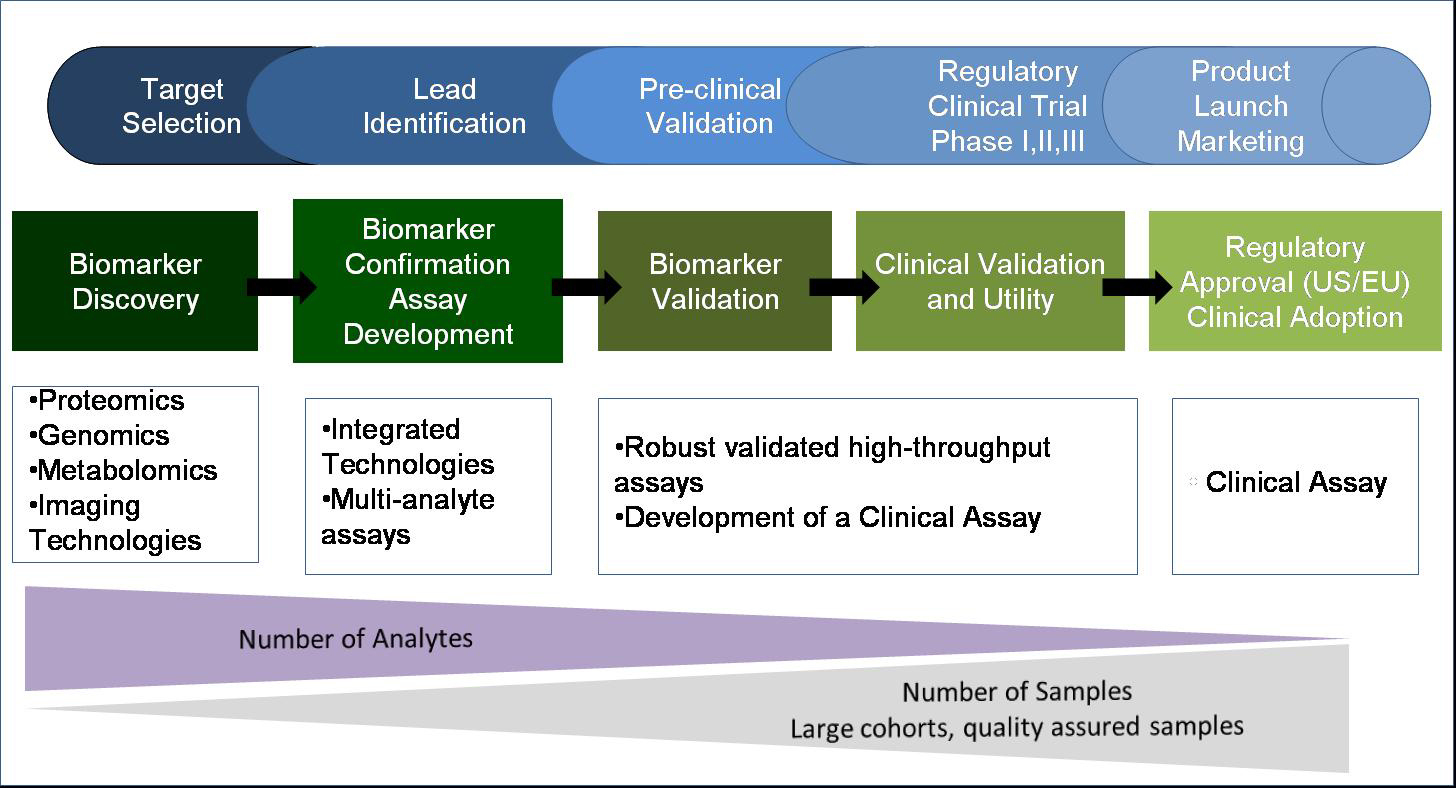 Target
Selection
Lead
Identification
Pre-clinical
Validation
Regulatory
Clinical Trial
Phase I,II,III
Product
Launch
Marketing
Biomarker
Discovery
Biomarker
Confirmation
Assay
Development
Biomarker
Validation
Clinical Validation
and Utility
Regulatory
Approval (US/EU)
Clinical Adoption
•Proteomics
•Genomics
•Metabolomics
•Imaging
Technologies
•Integrated
Technologies
•Multi-analyte
assays
•Robust validated high-throughput
assays
•Development of a Clinical Assay
Clinical Assay
Number of Analytes
Number of Samples
Large cohorts, quality assured samples